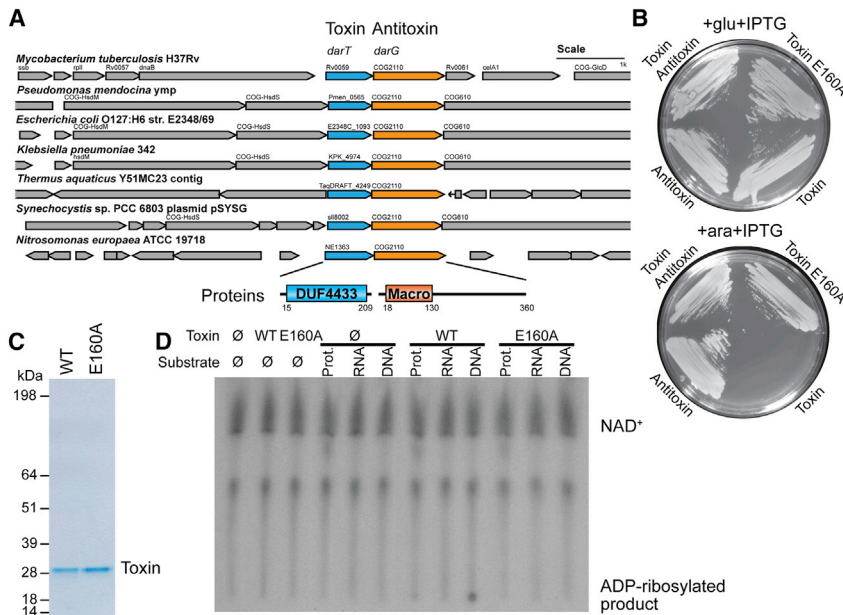 A
Toxin Antitoxin
darT darG
Scale
1k
Mycobacterium tuberculosis H37Rv
ssb rplI Rv0057 dnaB Rv0059 COG2110 Rv0061 celA1 COG-GlcD
Pseudomonas mendocina ymp
COG-HsdM COG-HsdS Pmen_0565 COG2110 COG610
Escherichia coli O127:H6 str. E2348/69
COG-HsdM COG-HsdS E2348C_1093 COG2110 COG610
Klebsiella pneumoniae 342
hsdM COG-HsdS KPK_4974 COG2110 COG610
Thermus aquaticus Y51MC23 contig
TaqDRAFT_4249 COG2110
Synechocystis sp. PCC 6803 plasmid pSYSG
COG-HsdS sll8002 COG2110 COG610
Nitrosomonas europaea ATCC 19718
NE1363 COG2110
Proteins DUF4433 Macro
15 209 18 130 360
B
+glu+IPTG
Toxin
Antitoxin
Toxin E160A
Antitoxin
Toxin
+ara+IPTG
Toxin
Antitoxin
Toxin E160A
Antitoxin
Toxin
C
WT E160A
kDa
198
64
51
39
28
19
18
14
Toxin
D
Toxin Ø WT E160A Ø WT E160A
Substrate Ø Ø Ø Prot. RNA DNA Prot. RNA DNA Prot. RNA DNA
NAD+
ADP-ribosylated
product